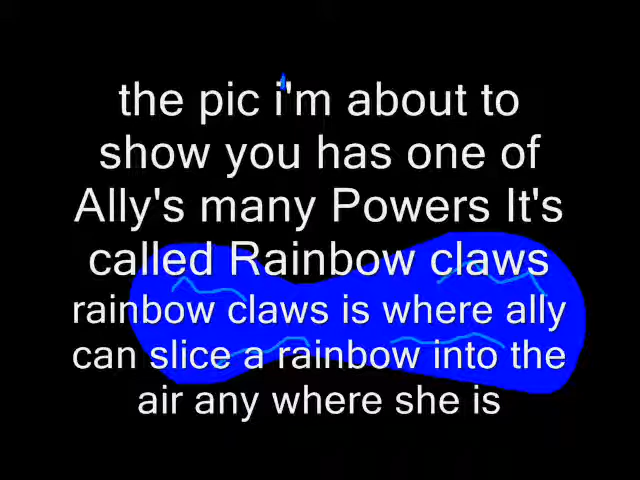 the pic i'm about to
show you has one of
Ally's many Powers It's
called Rainbow claws
rainbow claws is where ally
can slice a rainbow into the
air any where she is